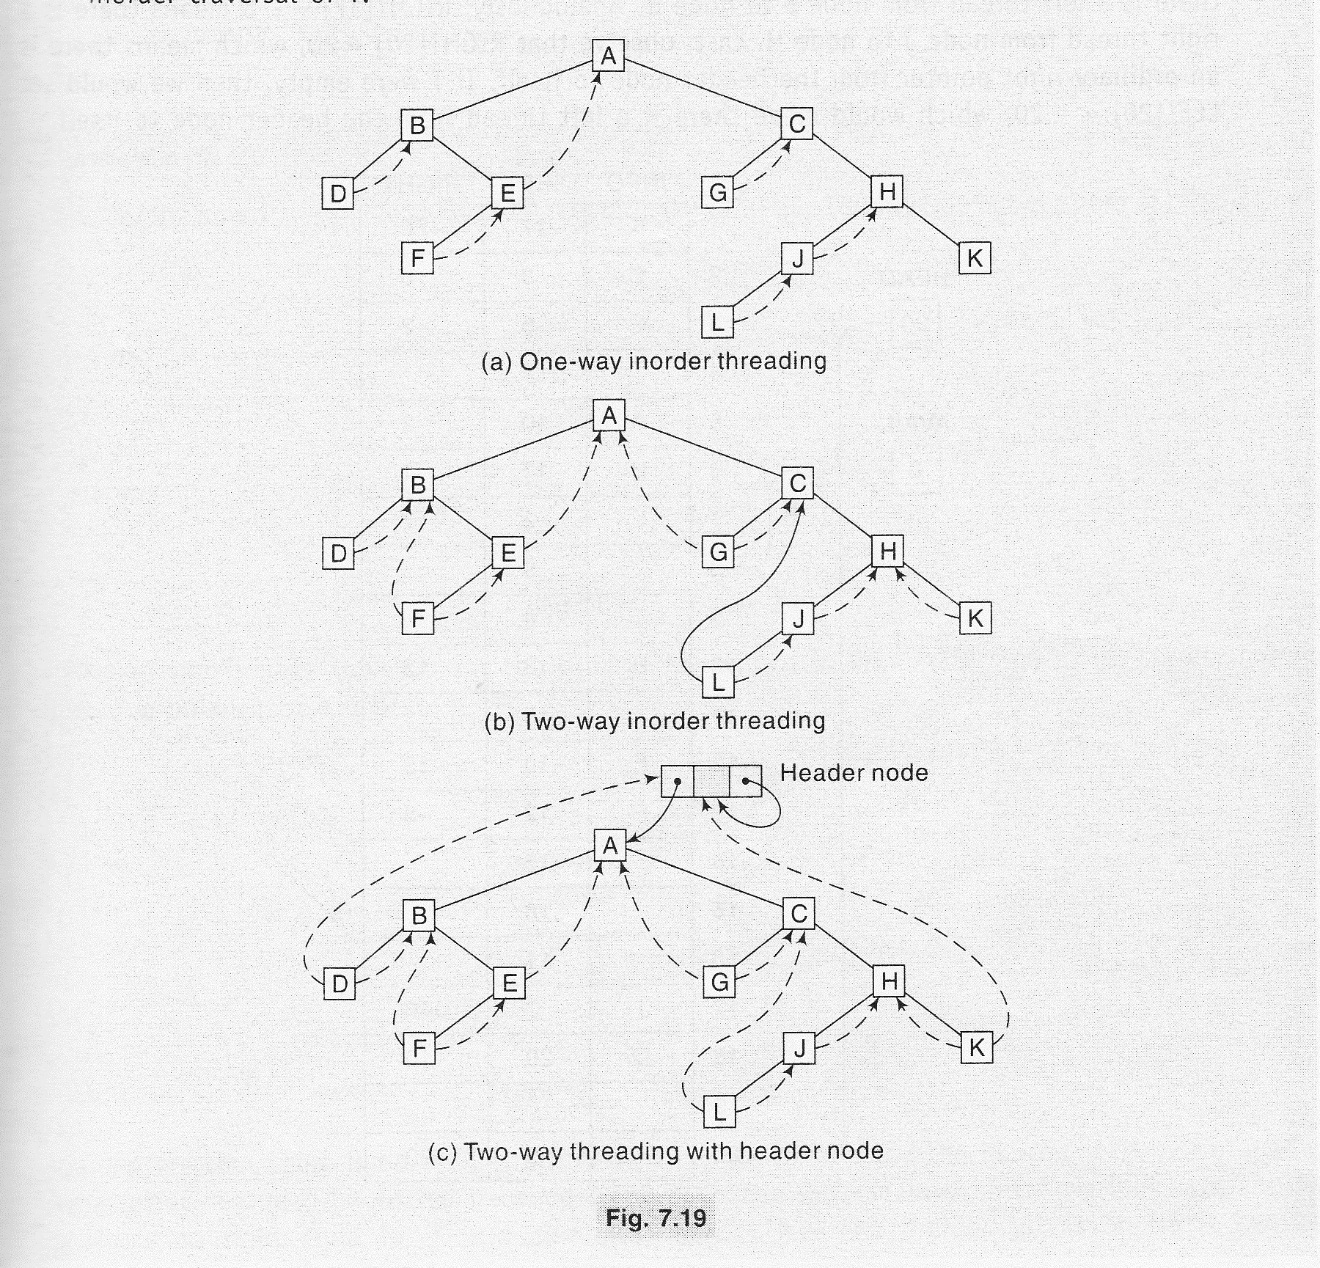 inorder traversal of T.
A
B C
D E G H
F J K
L
(a) One-way inorder threading
A
B C
D E G H
F J K
L
(b) Two-way inorder threading
Header node
A
B C
D E G H
F J K
L
(c) Two-way threading with header node
Fig. 7.19